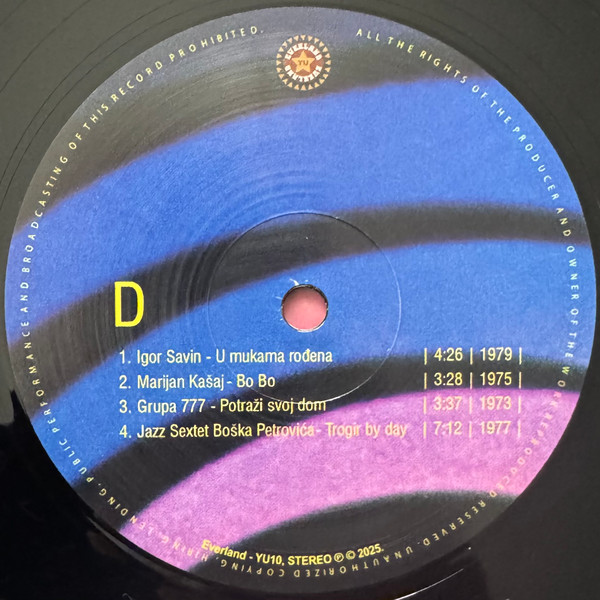 ALL THE RIGHTS OF THE PRODUCER AND OWNER OF THE WORK REPRODUCED RESERVED. UNAUTHORIZED COPYING, HIRING, LENDING, PUBLIC PERFORMANCE AND BROADCASTING OF THIS RECORD PROHIBITED.
EVERLAND
YU
D
1. Igor Savin - U mukama rođena | 4:26 | 1979 |
2. Marijan Kašaj - Bo Bo | 3:28 | 1975 |
3. Grupa 777 - Potraži svoj dom | 3:37 | 1973 |
4. Jazz Sextet Boška Petrovića - Trogir by day | 7:12 | 1977 |
Everland - YU10, STEREO ℗ © 2025.